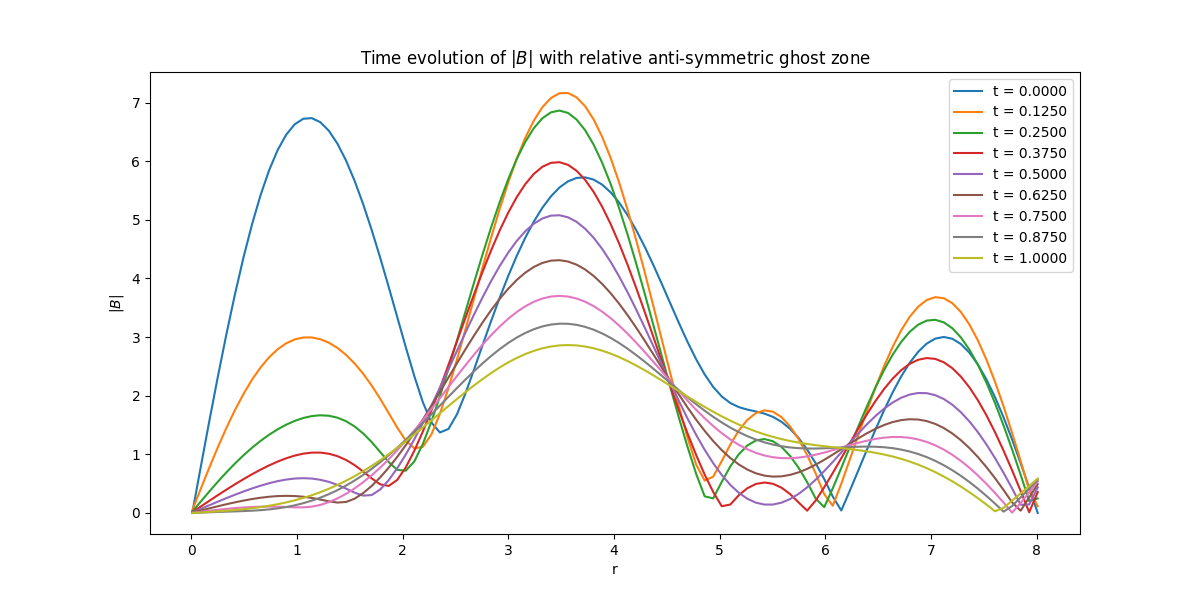 Time evolution of |B| with relative anti-symmetric ghost zone
t = 0.0000
t = 0.1250
t = 0.2500
t = 0.3750
t = 0.5000
t = 0.6250
t = 0.7500
t = 0.8750
t = 1.0000
|B|
7
6
5
4
3
2
1
0
0 1 2 3 4 5 6 7 8
r